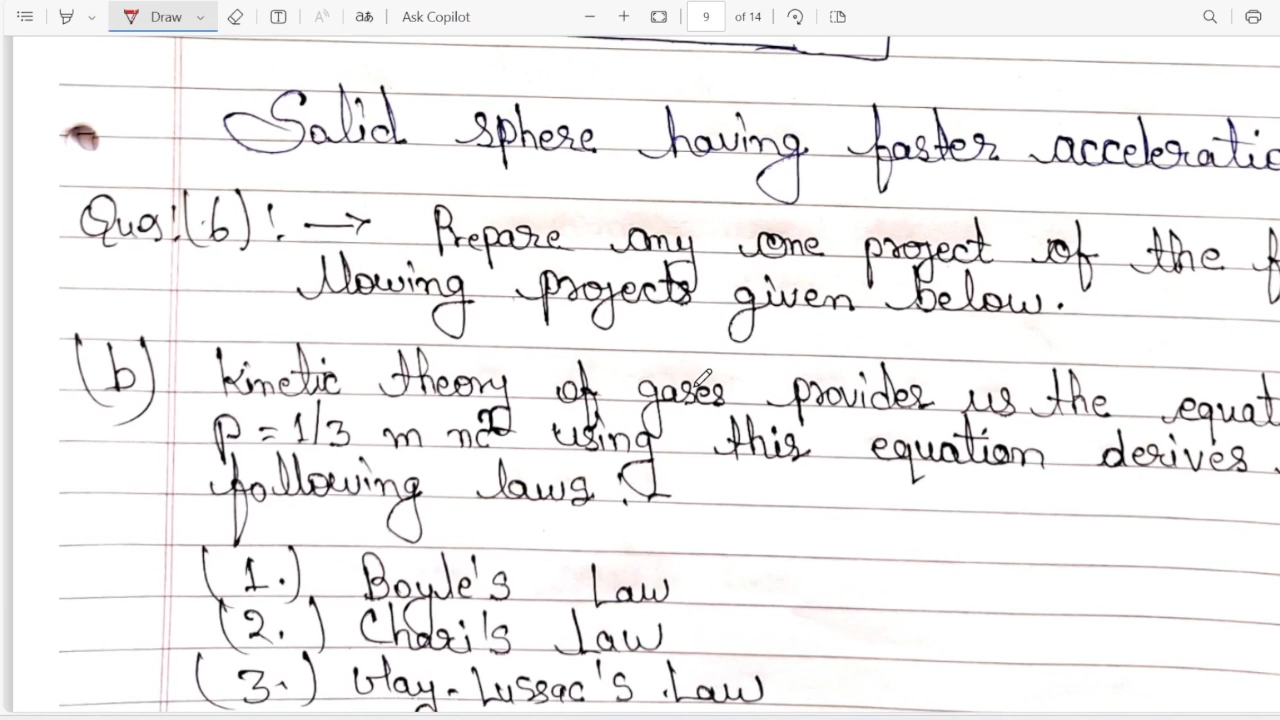 Draw
Ask Copilot
9
of 14
Solid sphere having faster acceleratio
Ques:(6): → Prepare any one project of the f
llowing projects given below.
(b) Kinetic theory of gases provides us the equat
P = 1/3 m nc² using this equation derives
following laws :
(1.) Boyle's Law
(2.) Charl's Law
(3.) Gay-Lussac's Law